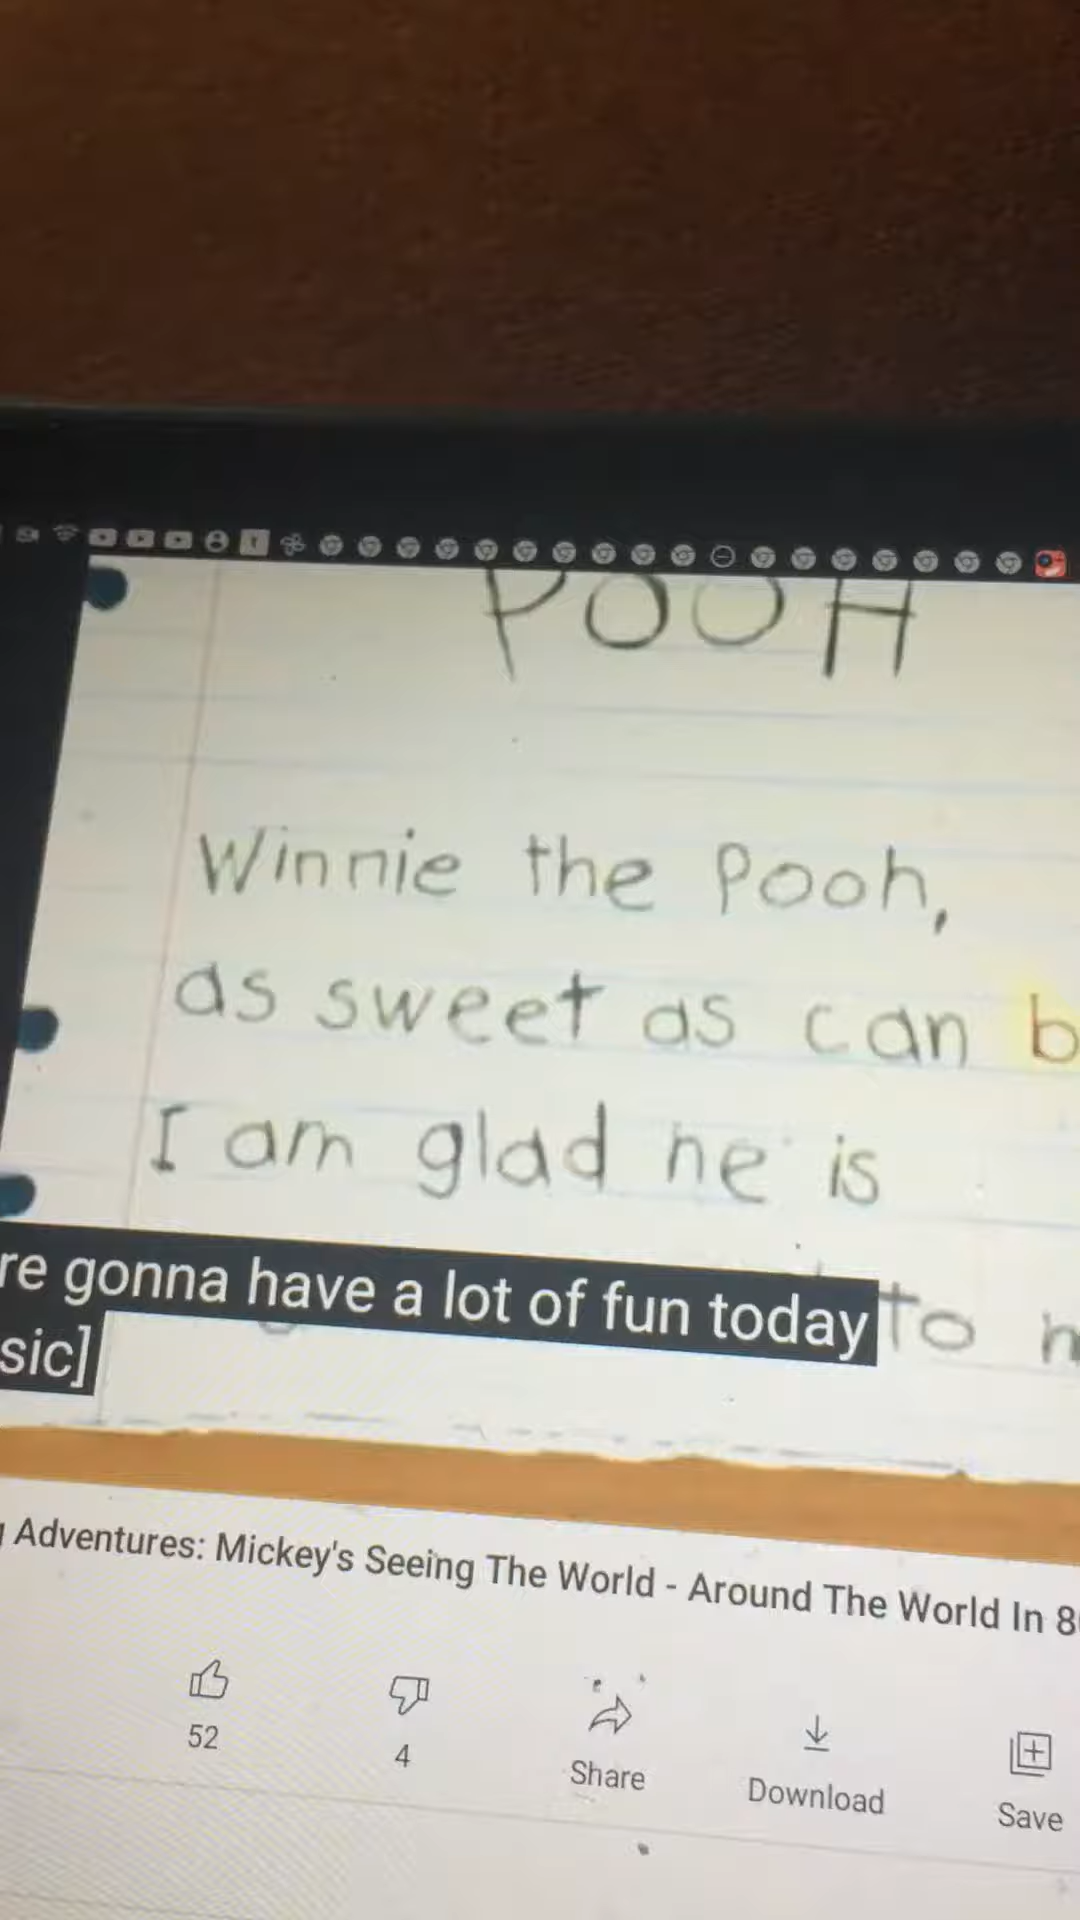 POOH
Winnie the Pooh,
as sweet as can b
I am glad he is
to
re gonna have a lot of fun today
sic]
Adventures: Mickey's Seeing The World - Around The World In 8
52
4
Share
Download
Save